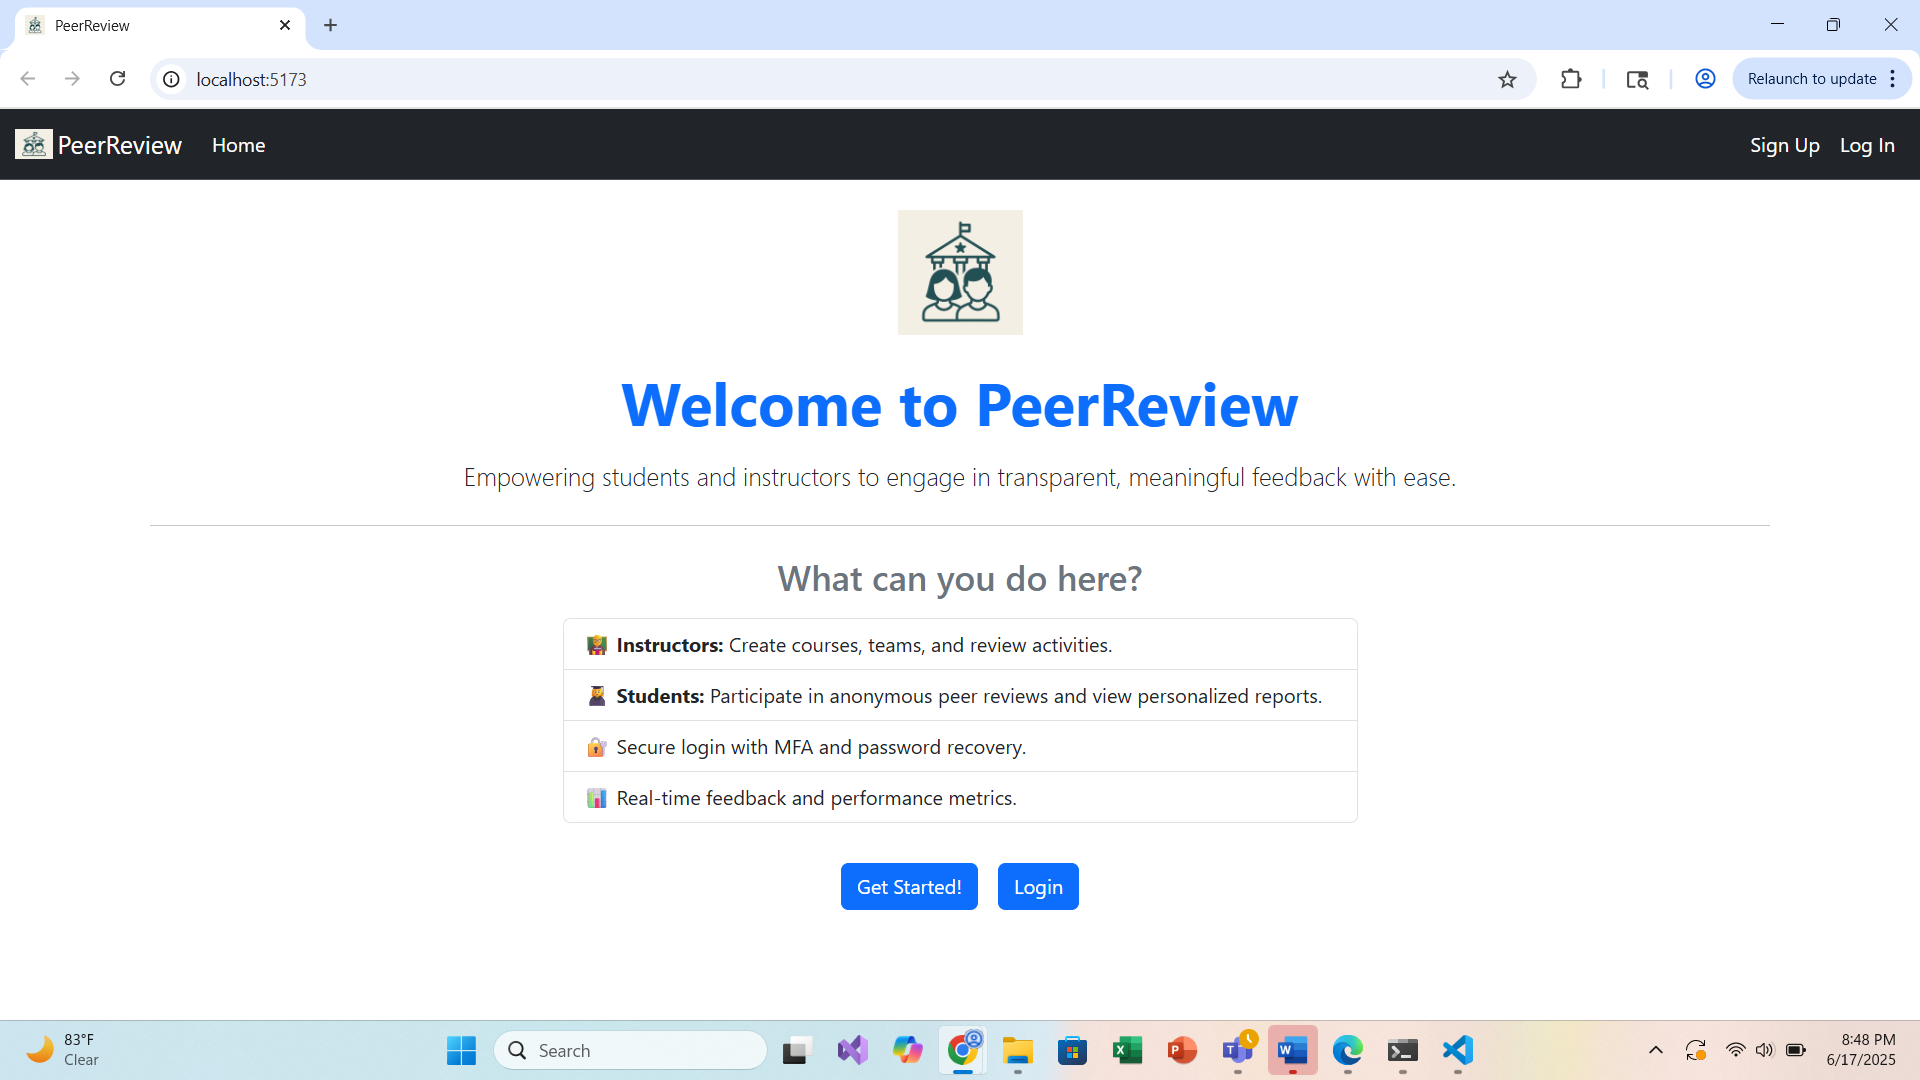 PeerReview
localhost:5173
Relaunch to update
PeerReview Home Sign Up Log In
Welcome to PeerReview
Empowering students and instructors to engage in transparent, meaningful feedback with ease.
What can you do here?
Instructors: Create courses, teams, and review activities.
Students: Participate in anonymous peer reviews and view personalized reports.
Secure login with MFA and password recovery.
Real-time feedback and performance metrics.
Get Started! Login
83°F
Clear
Search
8:48 PM
6/17/2025